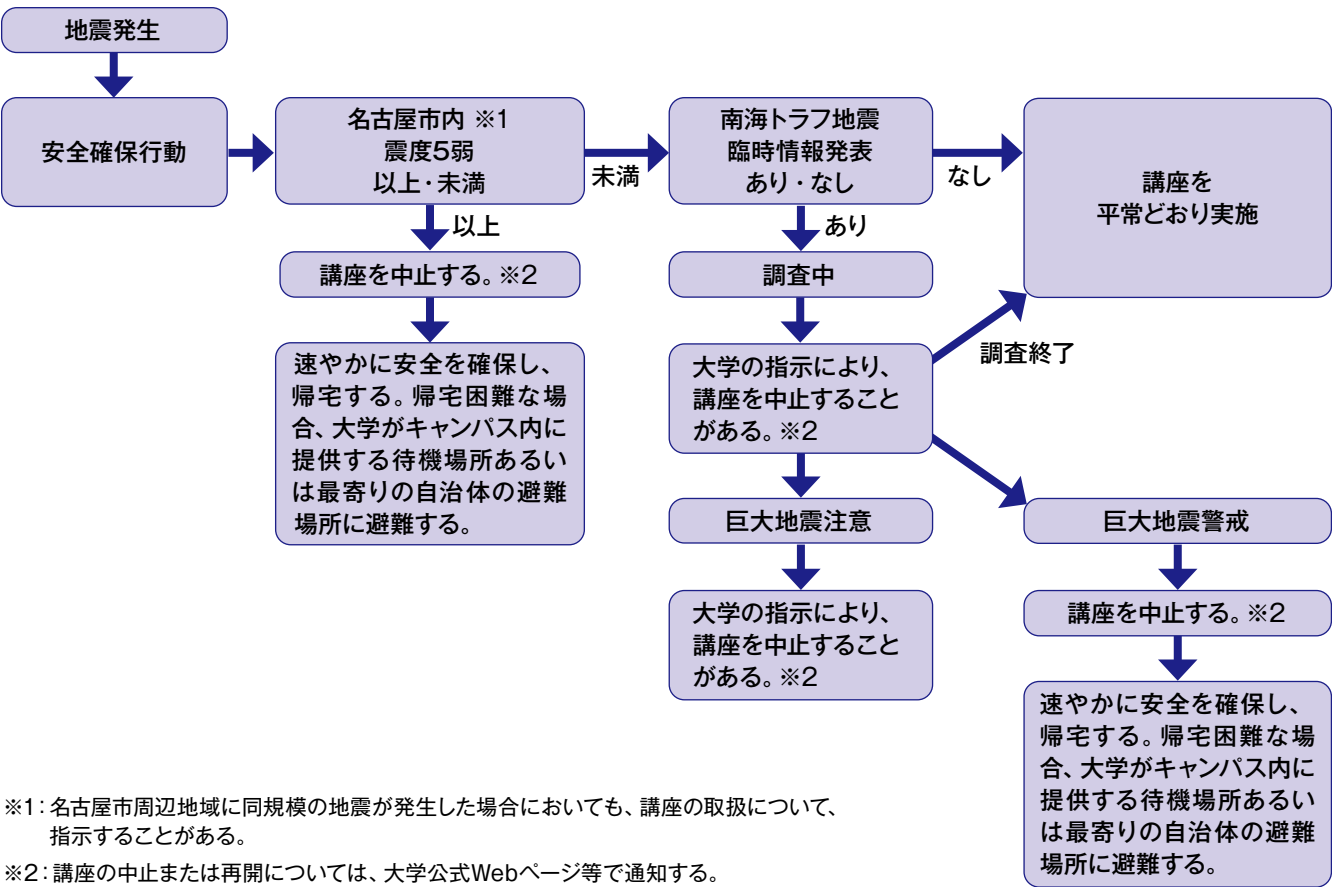 地震発生
安全確保行動
名古屋市内 ※1
震度5弱
以上・未満
未満
南海トラフ地震
臨時情報発表
あり・なし
なし
講座を
平常どおり実施
以上
講座を中止する。※2
速やかに安全を確保し、
帰宅する。帰宅困難な場
合、大学がキャンパス内に
提供する待機場所あるい
は最寄りの自治体の避難
場所に避難する。
あり
調査中
大学の指示により、
講座を中止すること
がある。※2
調査終了
巨大地震注意
大学の指示により、
講座を中止すること
がある。※2
巨大地震警戒
講座を中止する。※2
速やかに安全を確保し、
帰宅する。帰宅困難な場
合、大学がキャンパス内に
提供する待機場所あるい
は最寄りの自治体の避難
場所に避難する。
※1：名古屋市周辺地域に同規模の地震が発生した場合においても、講座の取扱について、
指示することがある。
※2：講座の中止または再開については、大学公式Webページ等で通知する。